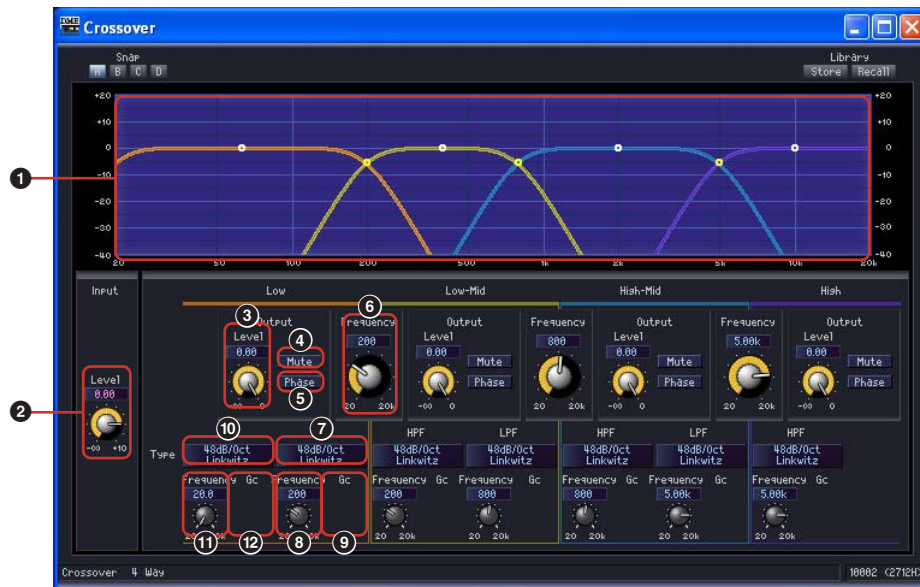 DME
Crossover
Snap
A B C D
Library
Store Recall
+20 +20
+10 +10
0 0
-10 -10
-20 -20
-30 -30
-40 -40
20 50 100 200 500 1k 2k 5k 10k 20k
1
Input
Low Low-Mid High-Mid High
3 4 5 6
Output Frequency Output Frequency Output Frequency Output
Level 200 Level 800 Level 5.00k Level
0.00 Mute 0.00 Mute 0.00 Mute 0.00 Mute
Phase Phase Phase Phase
-∞ 0 20 20k -∞ 0 20 20k -∞ 0 20 20k -∞ 0
2
Level
0.00
-∞ +10
10 7
HPF LPF HPF LPF HPF
Type 48dB/Oct 48dB/Oct 48dB/Oct 48dB/Oct 48dB/Oct 48dB/Oct 48dB/Oct
Linkwitz Linkwitz Linkwitz Linkwitz Linkwitz Linkwitz Linkwitz
Frequency Gc Frequency Gc Frequency Gc Frequency Gc Frequency Gc Frequency Gc Frequency Gc
20.0 200 200 800 800 5.00k 5.00k
20 20k 20 20k 20 20k 20 20k 20 20k 20 20k 20 20k
11 12 8 9
Crossover 4 Way 10002 (2712H